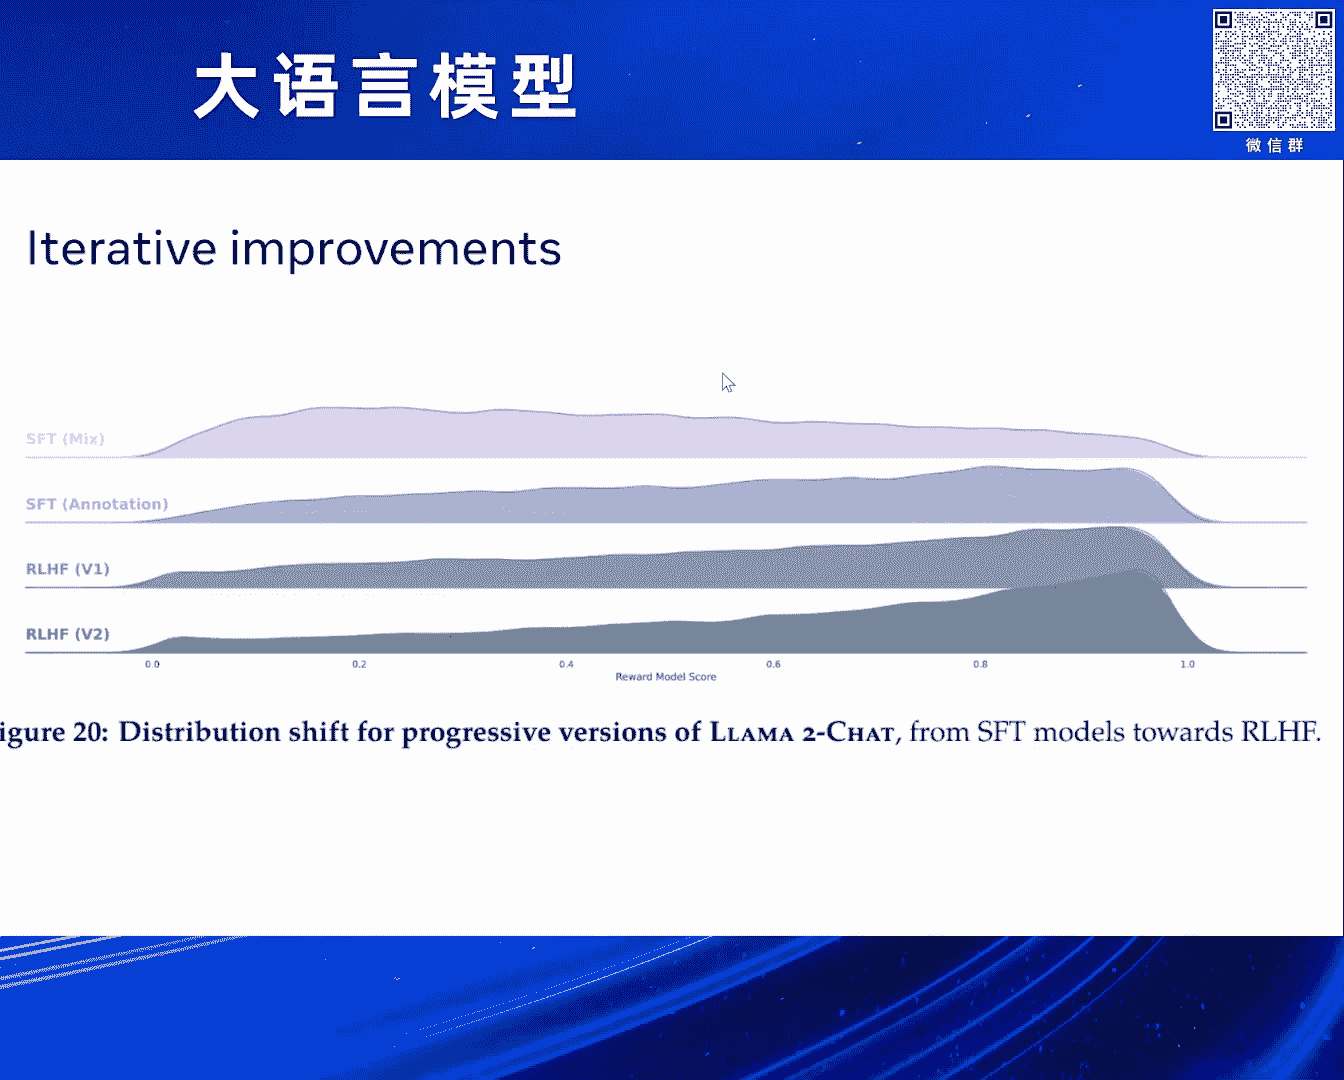 大语言模型
微信群
Iterative improvements
SFT (Mix)
SFT (Annotation)
RLHF (V1)
RLHF (V2)
0.0 0.2 0.4 0.6 0.8 1.0
Reward Model Score
igure 20: Distribution shift for progressive versions of LLAMA 2-CHAT, from SFT models towards RLHF.